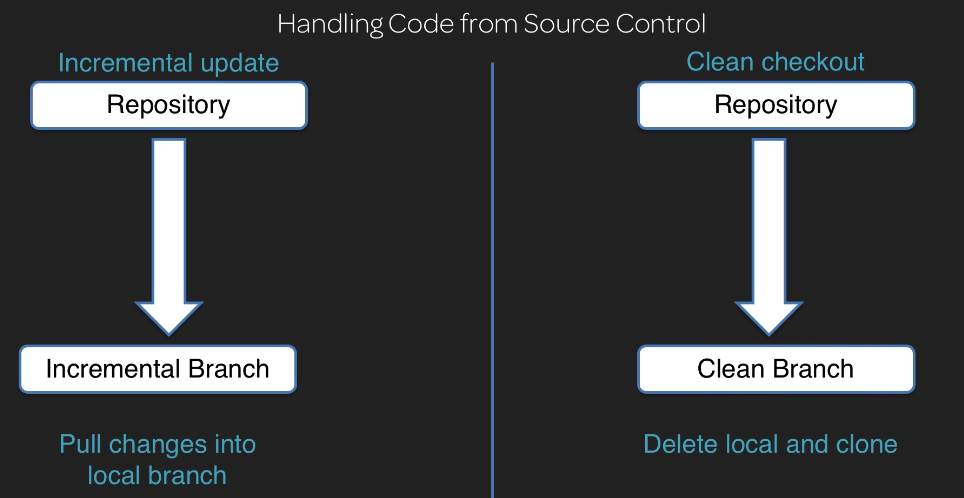 Handling Code from Source Control
Incremental update
Repository
Incremental Branch
Pull changes into
local branch
Clean checkout
Repository
Clean Branch
Delete local and clone